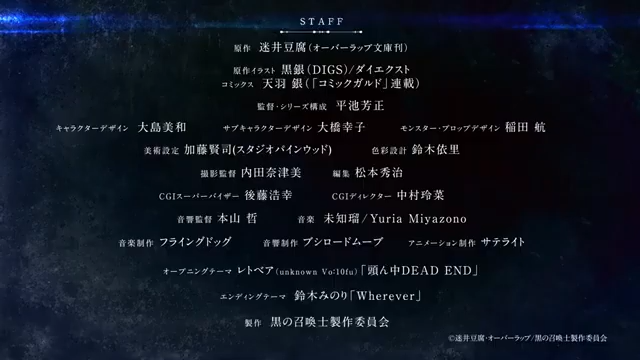 STAFF
原作 迷井豆腐(オーバーラップ文庫刊)
原作イラスト 黒銀(DIGS)/ダイエクスト
コミックス 天羽 銀(「コミックガルド」連載)
監督・シリーズ構成 平池芳正
キャラクターデザイン 大島美和 サブキャラクターデザイン 大橋幸子 モンスター・プロップデザイン 稲田 航
美術設定 加藤賢司(スタジオパインウッド) 色彩設計 鈴木依里
撮影監督 内田奈津美 編集 松本秀治
CGIスーパーバイザー 後藤浩幸 CGIディレクター 中村玲菜
音響監督 本山 哲 音楽 未知瑠/Yuria Miyazono
音楽制作 フライングドッグ 音響制作 ブシロードムーブ アニメーション制作 サテライト
オープニングテーマ レトベア(unknown Vo:10fu)「頭ん中DEAD END」
エンディングテーマ 鈴木みのり「Wherever」
製作 黒の召喚士製作委員会
©迷井豆腐・オーバーラップ/黒の召喚士製作委員会